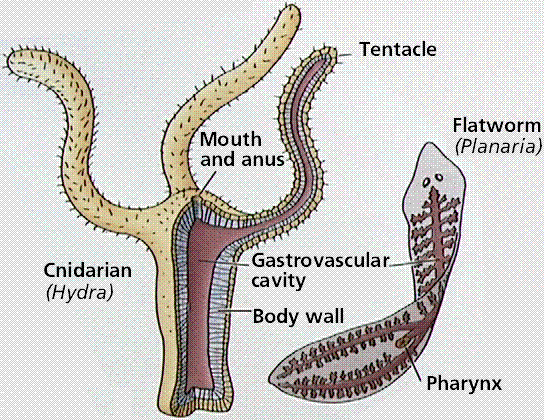 Tentacle
Mouth
and anus
Flatworm
(Planaria)
Cnidarian
(Hydra)
Gastrovascular
cavity
Body wall
Pharynx